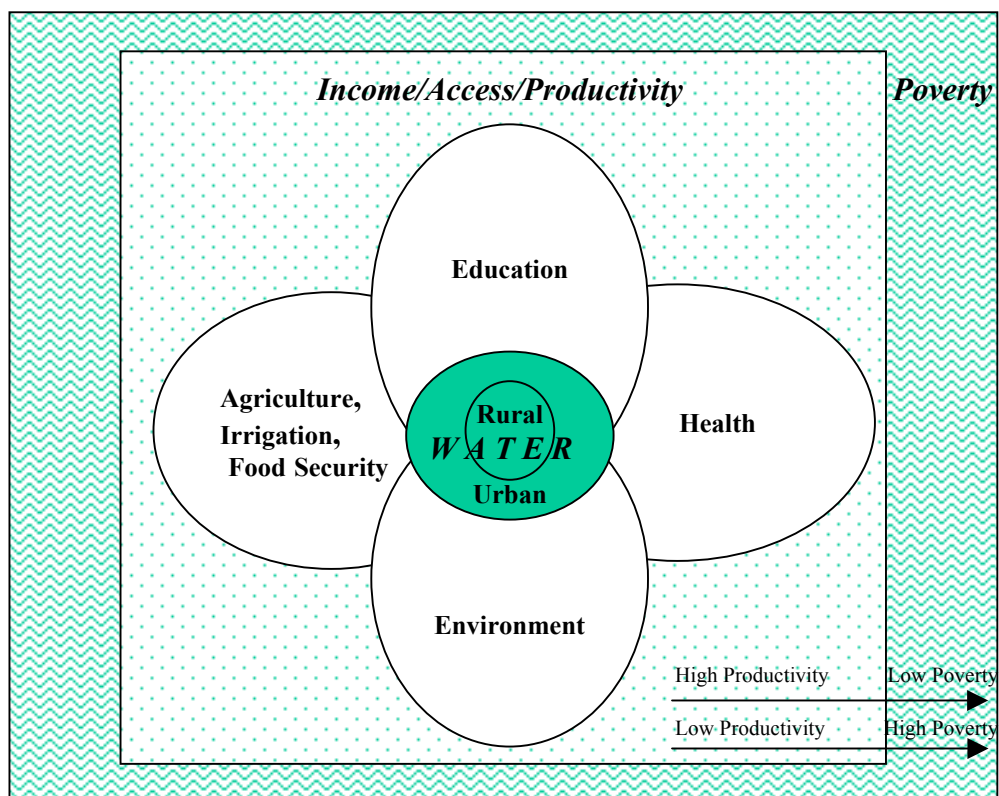 Income/Access/Productivity
Poverty
Education
Agriculture,
Irrigation,
Food Security
Rural
W A T E R
Urban
Health
Environment
High Productivity
Low Poverty
Low Productivity
High Poverty